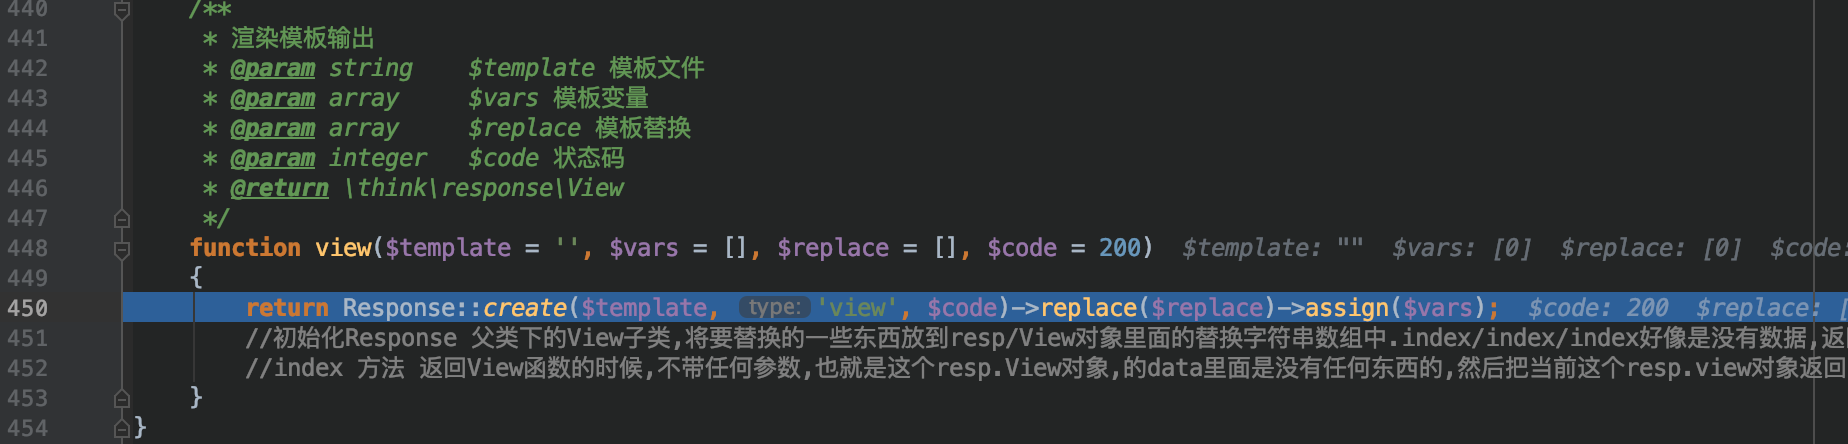 440 /**
441 * 渲染模板输出
442 * @param string $template 模板文件
443 * @param array $vars 模板变量
444 * @param array $replace 模板替换
445 * @param integer $code 状态码
446 * @return \think\response\View
447 */
448 function view($template = '', $vars = [], $replace = [], $code = 200) $template: "" $vars: [0] $replace: [0] $code:
449 {
450 return Response::create($template, type: 'view', $code)->replace($replace)->assign($vars); $code: 200 $replace: [
451 //初始化Response 父类下的View子类,将要替换的一些东西放到resp/View对象里面的替换字符串数组中.index/index/index好像是没有数据,返回
452 //index 方法 返回View函数的时候,不带任何参数,也就是这个resp.View对象,的data里面是没有任何东西的,然后把当前这个resp.view对象返回
453 }
454 }